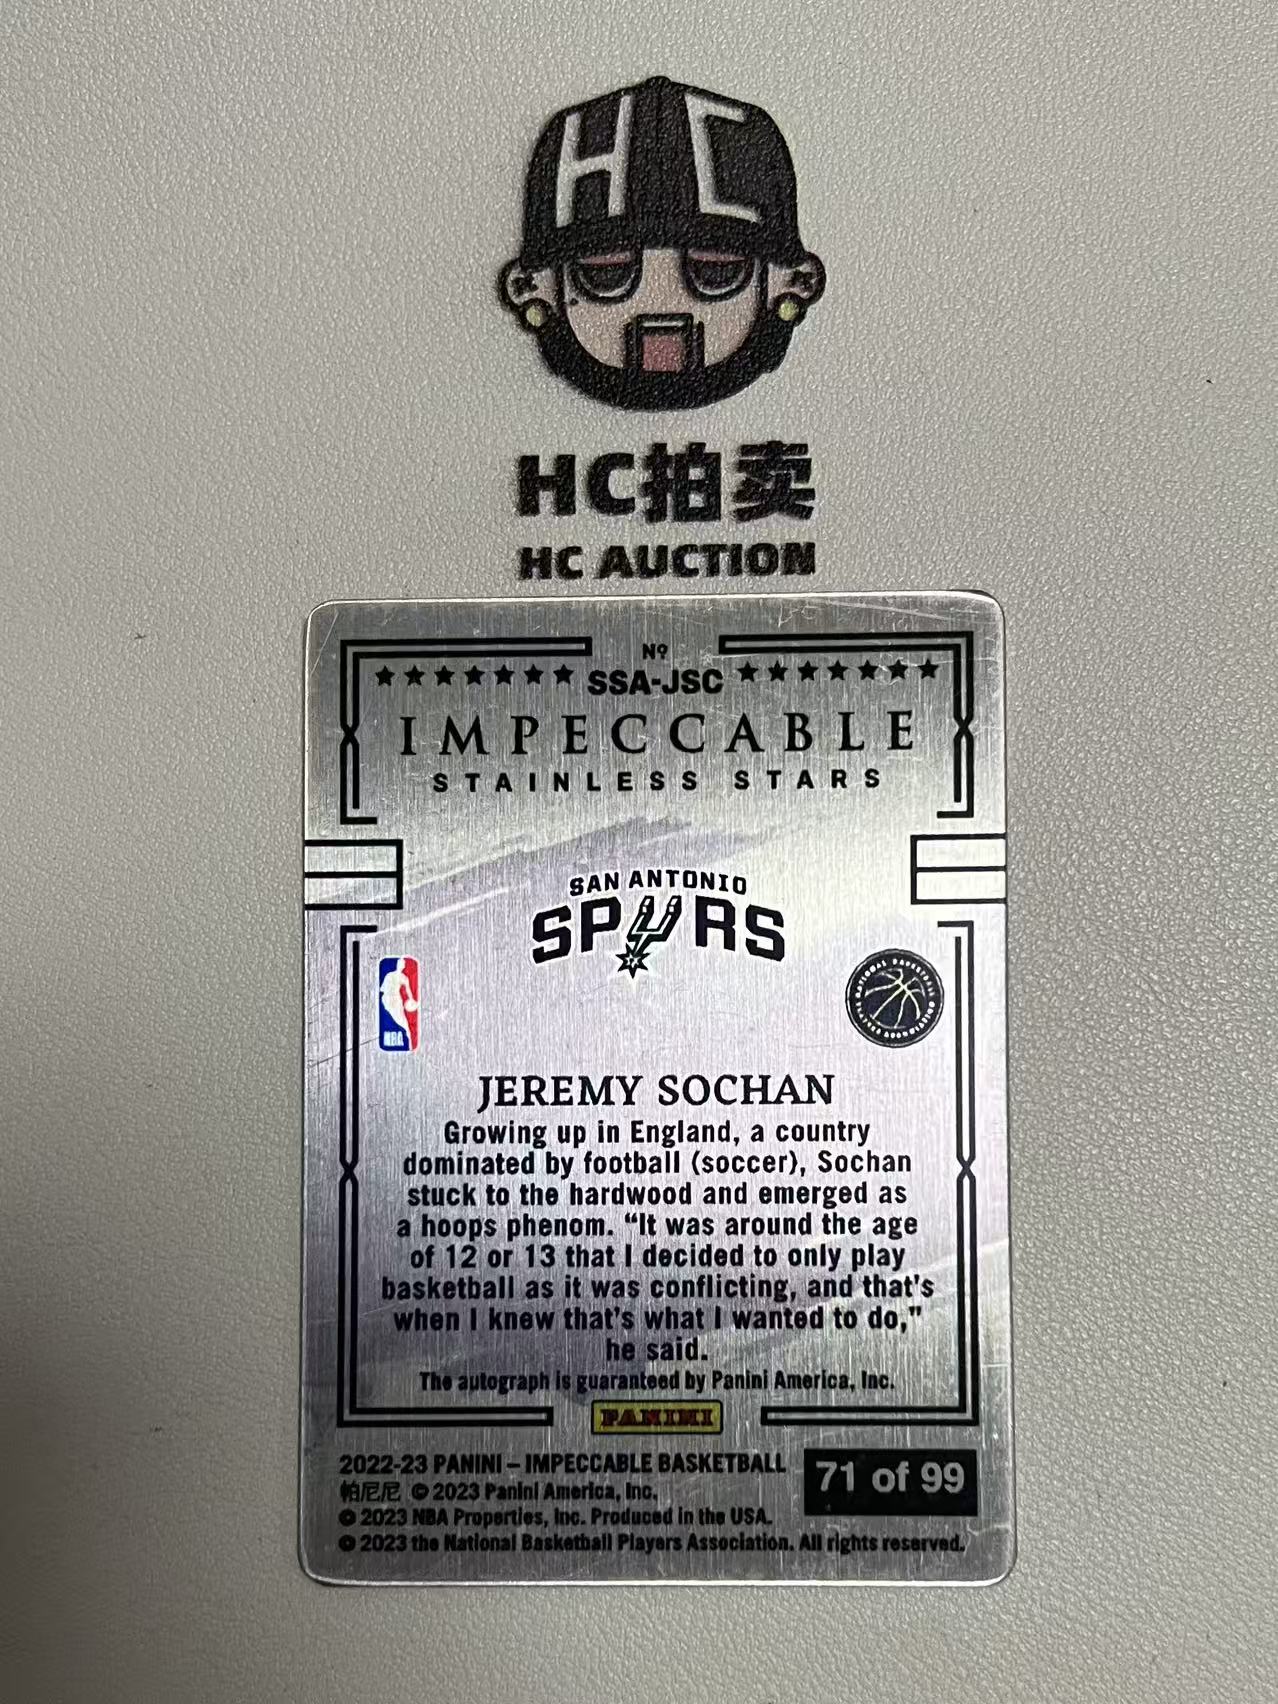 HC
HC拍卖
HC AUCTION
Nº
SSA-JSC
IMPECCABLE
STAINLESS STARS
SAN ANTONIO
SPURS
NBA
JEREMY SOCHAN
Growing up in England, a country
dominated by football (soccer), Sochan
stuck to the hardwood and emerged as
a hoops phenom. “It was around the age
of 12 or 13 that I decided to only play
basketball as it was conflicting, and that's
when I knew that's what I wanted to do,”
he said.
The autograph is guaranteed by Panini America, Inc.
PANINI
2022-23 PANINI – IMPECCABLE BASKETBALL
71 of 99
帕尼尼 © 2023 Panini America, Inc.
© 2023 NBA Properties, Inc. Produced in the USA.
© 2023 the National Basketball Players Association. All rights reserved.